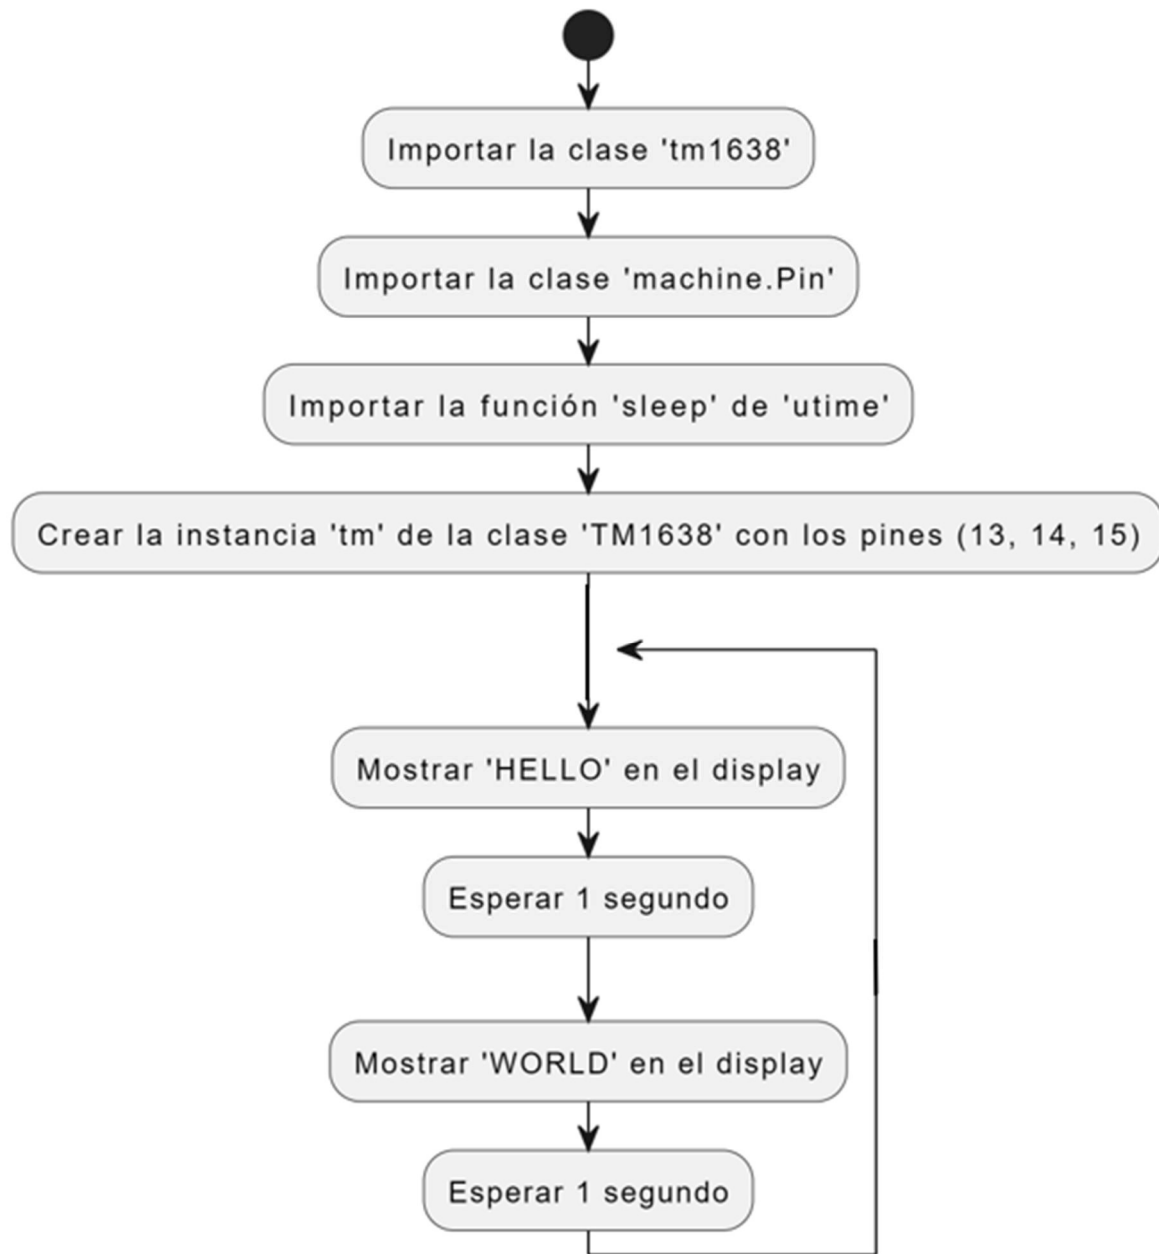 Importar la clase 'tm1638'
Importar la clase 'machine.Pin'
Importar la función 'sleep' de 'utime'
Crear la instancia 'tm' de la clase 'TM1638' con los pines (13, 14, 15)
Mostrar 'HELLO' en el display
Esperar 1 segundo
Mostrar 'WORLD' en el display
Esperar 1 segundo